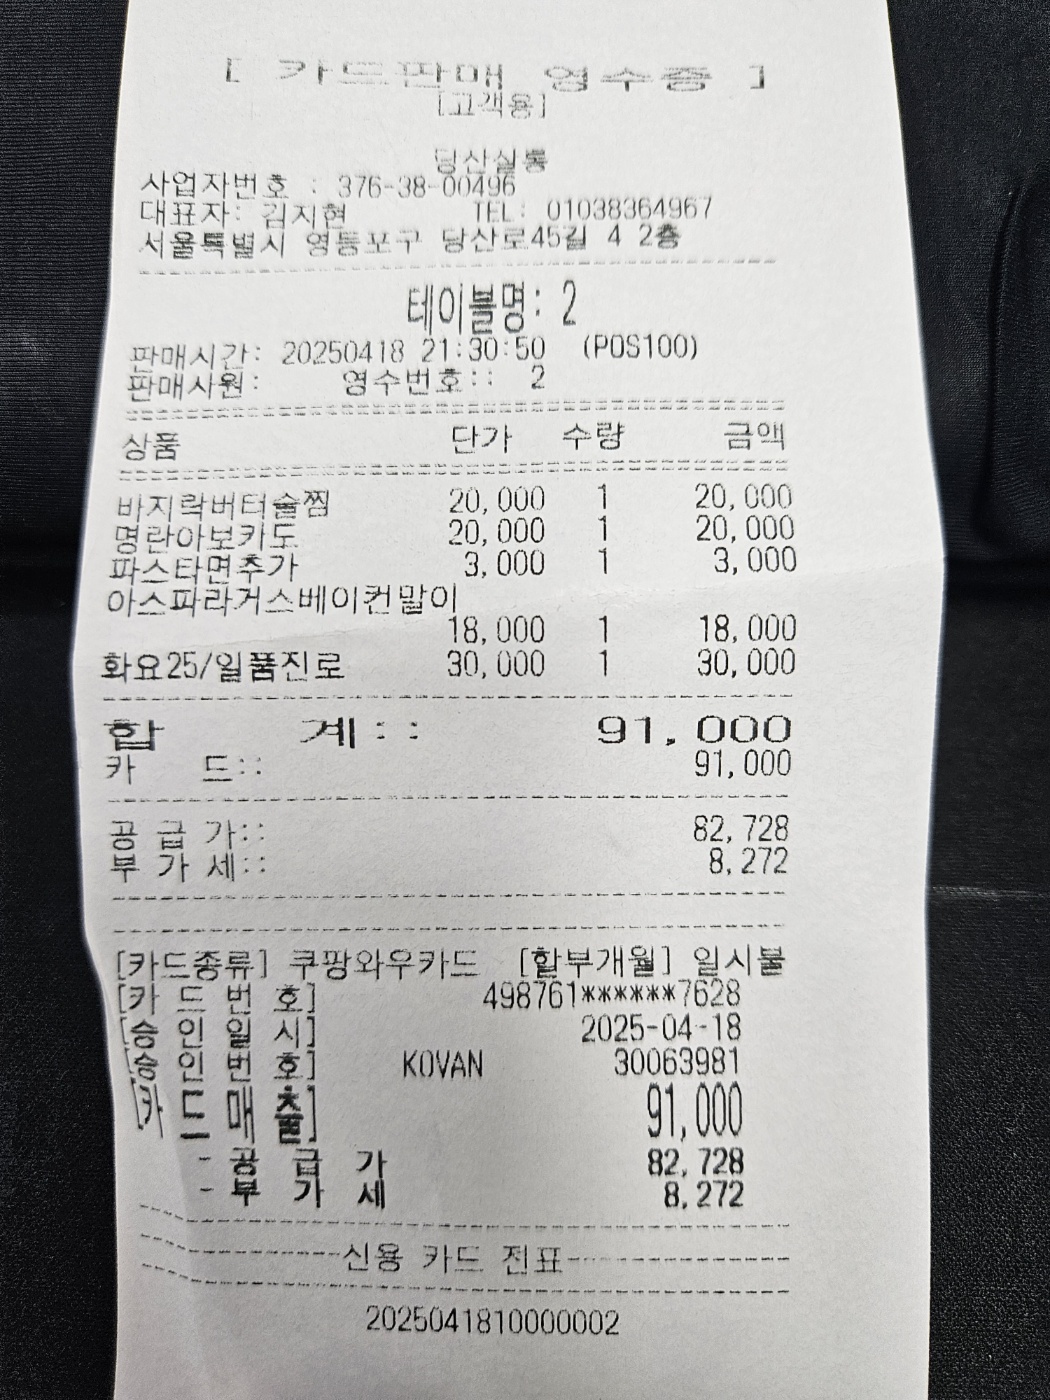 [ 카드판매 영수증 ]
[고객용]
당산실룸
사업자번호 : 376-38-00496
대표자: 김지협 TEL: 01038364967
서울특별시 영등포구 당산로45길 4 2층
테이블명: 2
판매시간: 20250418 21:30:50 (POS100)
판매사원: 영수번호:: 2
상품 단가 수량 금액
바지락버터술찜 20,000 1 20,000
명란아보카도 20,000 1 20,000
파스타면추가 3,000 1 3,000
아스파라거스베이컨말이
18,000 1 18,000
화요25/일품진로 30,000 1 30,000
합 계:: 91,000
카 드:: 91,000
공 급 가:: 82,728
부 가 세:: 8,272
[카드종류] 쿠팡와우카드 [할부개월] 일시불
[카 드 번 호] 498761******7628
[승 인 일 시] 2025-04-18
[승 인 번 호] KOVAN 30063981
[카 드 매 출] 91,000
- 공 급 가 82,728
- 부 가 세 8,272
신용 카드 전표
2025041810000002